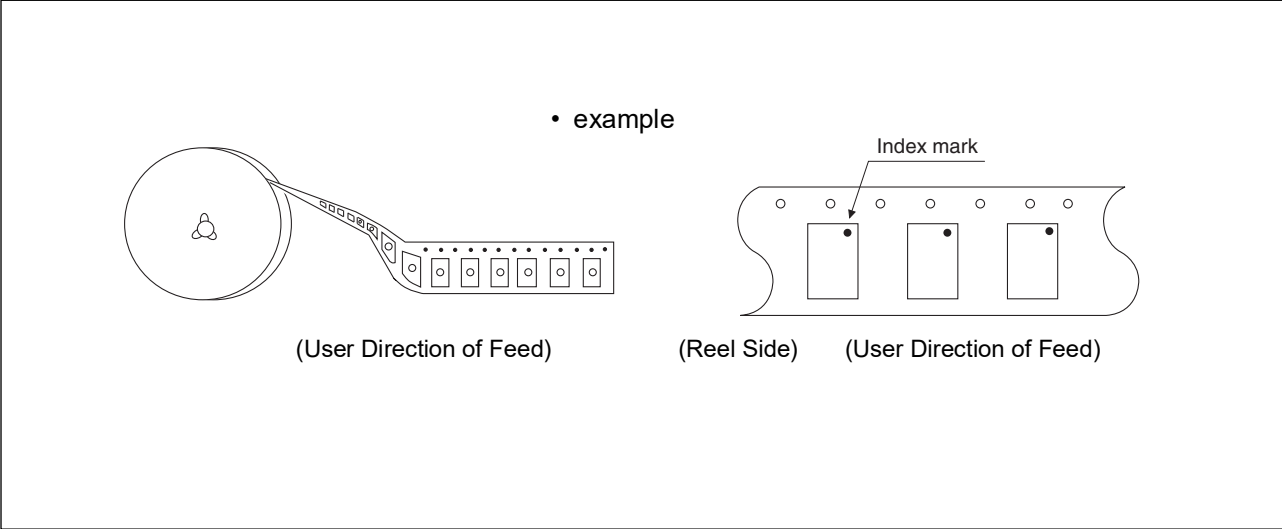 • example
Index mark
(User Direction of Feed)
(Reel Side)
(User Direction of Feed)